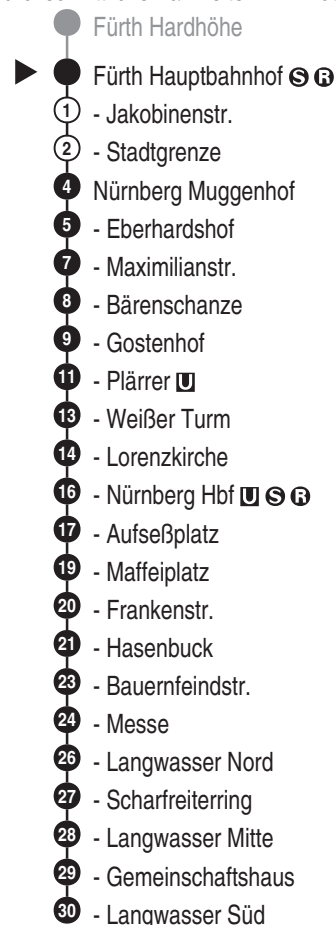 Fürth Hardhöhe
Fürth Hauptbahnhof S R
1 - Jakobinenstr.
2 - Stadtgrenze
4 Nürnberg Muggenhof
5 - Eberhardshof
7 - Maximilianstr.
8 - Bärenschanze
9 - Gostenhof
11 - Plärrer U
13 - Weißer Turm
14 - Lorenzkirche
16 - Nürnberg Hbf U S R
17 - Aufseßplatz
19 - Maffeiplatz
20 - Frankenstr.
21 - Hasenbuck
23 - Bauernfeindstr.
24 - Messe
26 - Langwasser Nord
27 - Scharfreiterring
28 - Langwasser Mitte
29 - Gemeinschaftshaus
30 - Langwasser Süd